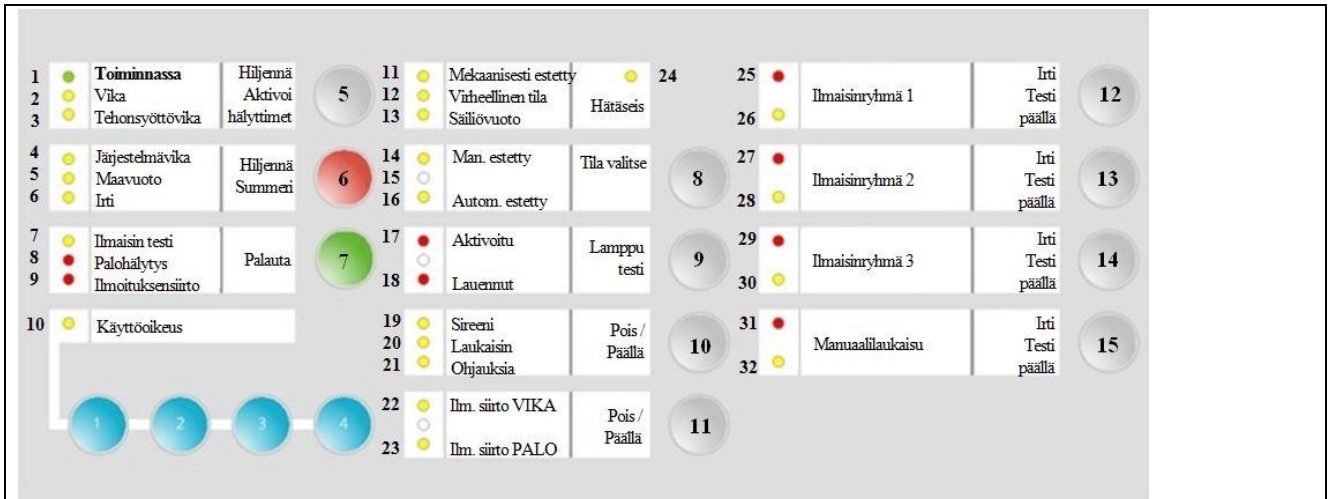 1 Toiminnassa Hiljennä
2 Vika Aktivoi 5
3 Tehonsyöttövika hälyttimet
4 Järjestelmävika Hiljennä
5 Maavuoto Summeri 6
6 Irti
7 Ilmaisin testi
8 Palohälytys Palauta 7
9 Ilmoituksensiirto
10 Käyttöoikeus
1 2 3 4
11 Mekaanisesti estetty 24
12 Virheellinen tila Hätäseis
13 Säiliövuoto
14 Man. estetty Tila valitse
15 8
16 Autom. estetty
17 Aktivoitu Lamppu
testi 9
18 Lauennut
19 Sireeni Pois /
20 Laukaisin Päällä 10
21 Ohjauksia
22 Ilm. siirto VIKA Pois /
Päällä 11
23 Ilm. siirto PALO
25 Irti
Ilmaisinryhmä 1 Testi 12
26 päällä
27 Irti
Ilmaisinryhmä 2 Testi 13
28 päällä
29 Irti
Ilmaisinryhmä 3 Testi 14
30 päällä
31 Irti
Manuaalilaukaisu Testi 15
32 päällä